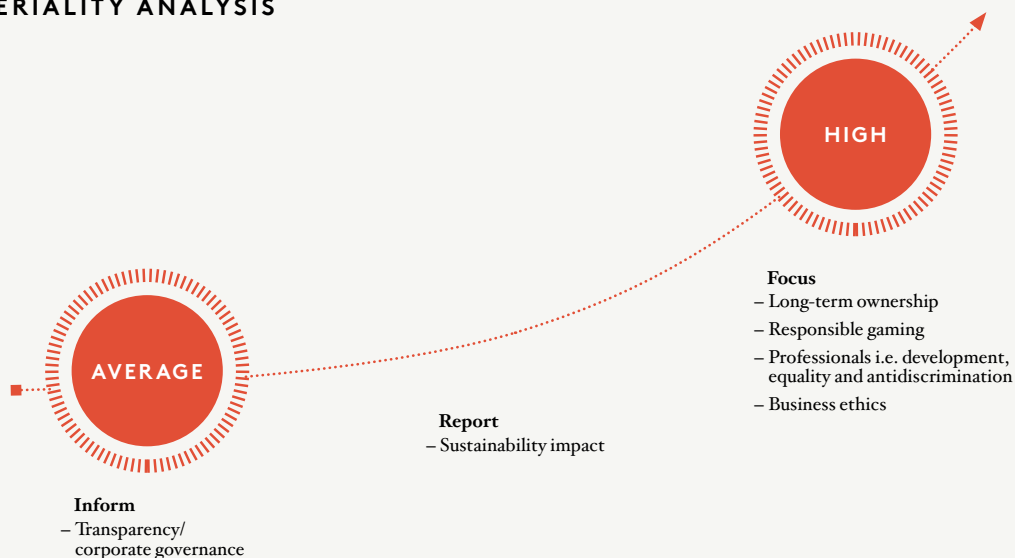 ERIALITY ANALYSIS
HIGH
AVERAGE
Focus
– Long-term ownership
– Responsible gaming
– Professionals i.e. development,
equality and antidiscrimination
– Business ethics
Report
– Sustainability impact
Inform
– Transparency/
corporate governance